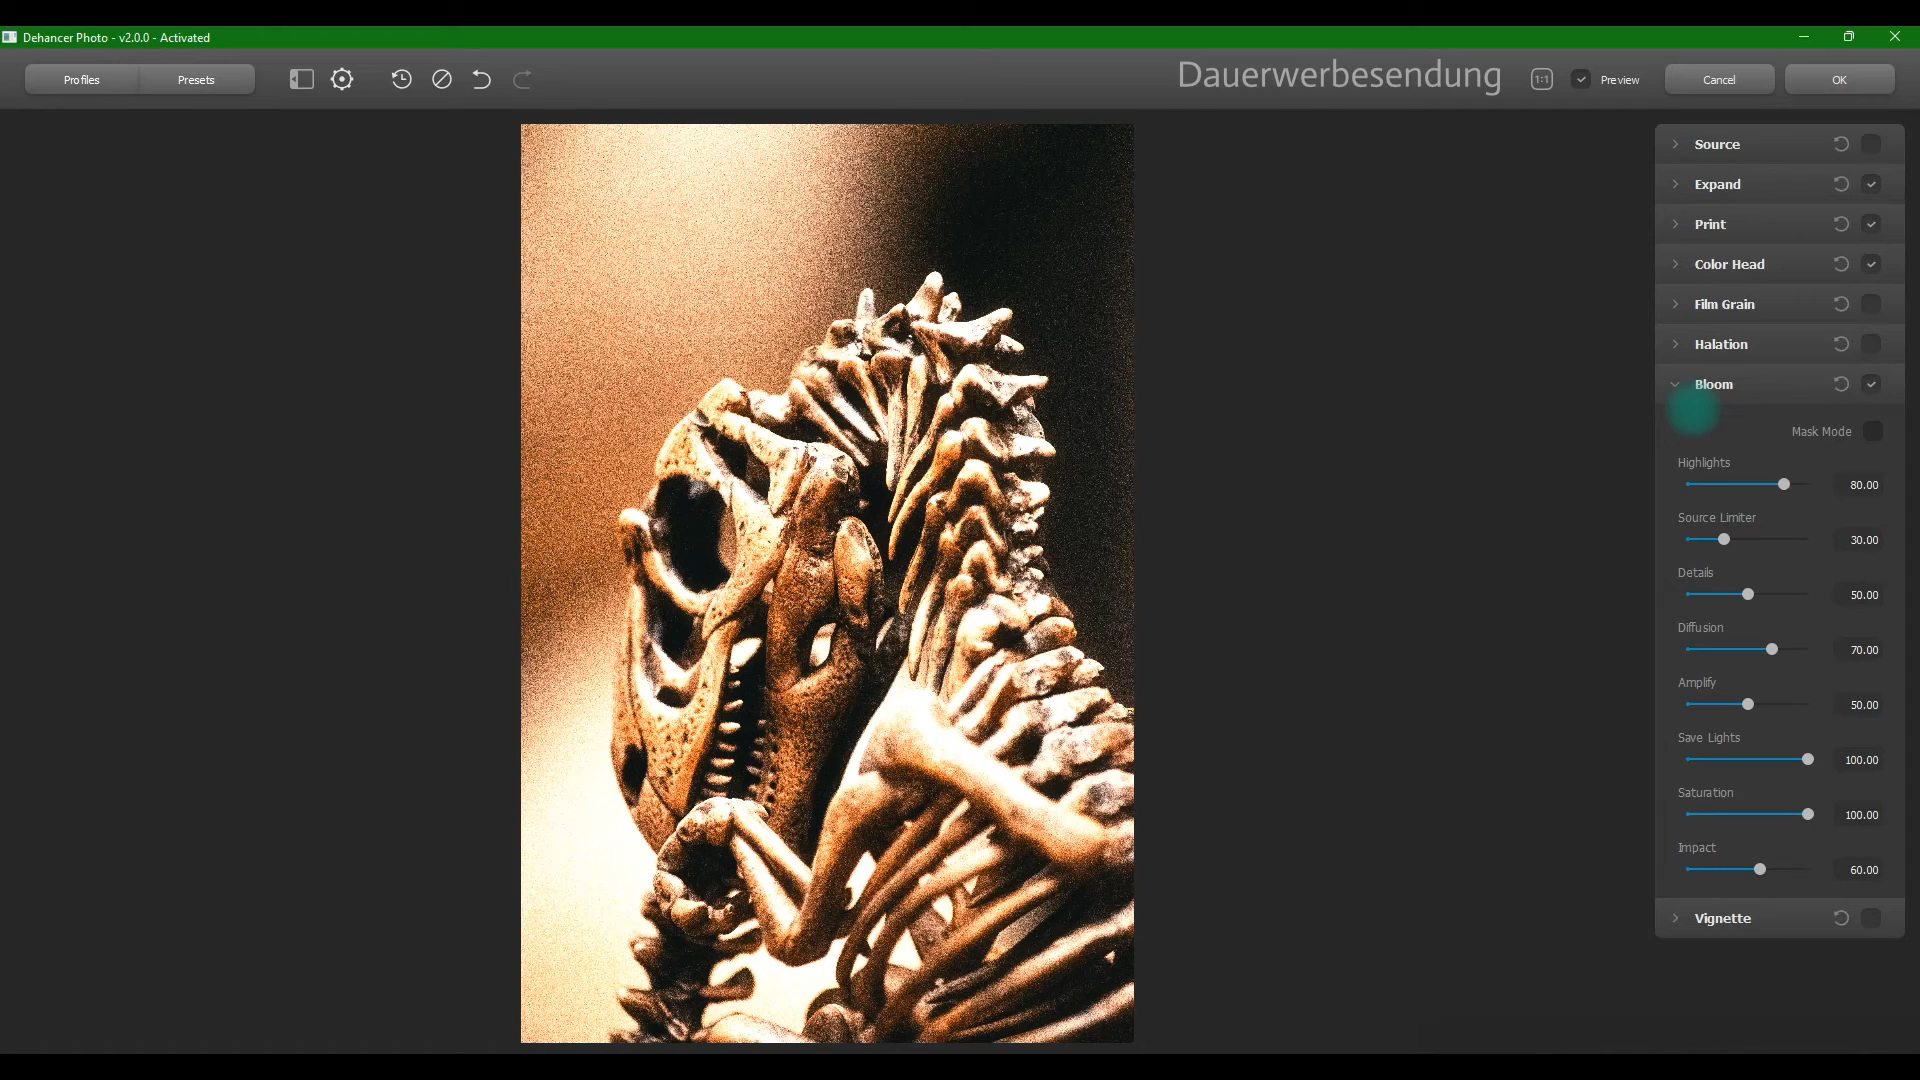 Dehancer Photo - v2.0.0 - Activated
Profiles
Presets
Dauerwerbesendung
1:1
Preview
Cancel
OK
Source
Expand
Print
Color Head
Film Grain
Halation
Bloom
Mask Mode
Highlights
80.00
Source Limiter
30.00
Details
50.00
Diffusion
70.00
Amplify
50.00
Save Lights
100.00
Saturation
100.00
Impact
60.00
Vignette